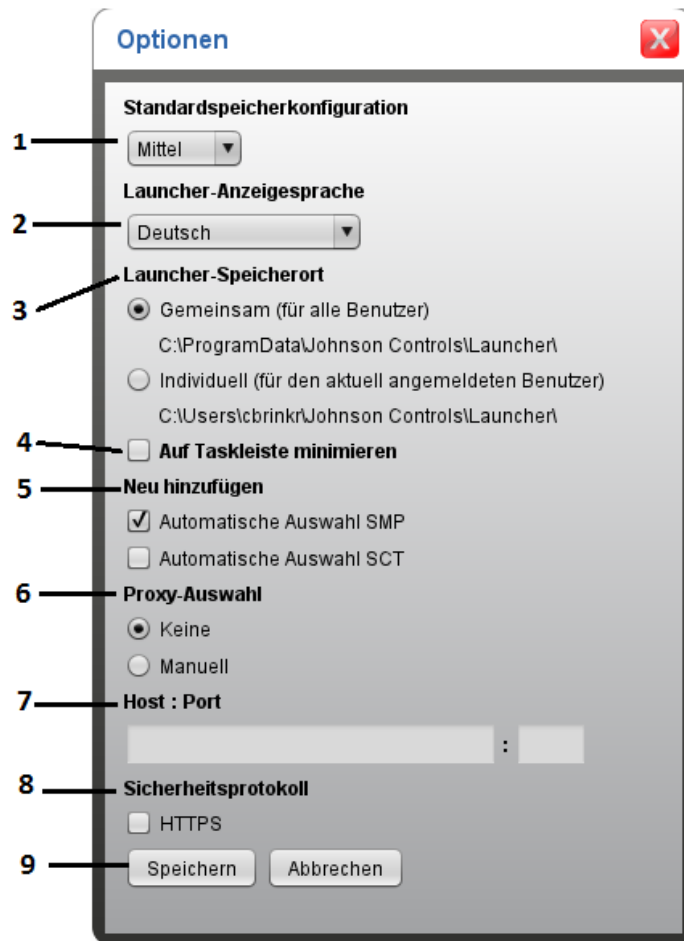 Optionen
X
Standardspeicherkonfiguration
1 Mittel
Launcher-Anzeigesprache
2 Deutsch
Launcher-Speicherort
3
Gemeinsam (für alle Benutzer)
C:\ProgramData\Johnson Controls\Launcher\
Individuell (für den aktuell angemeldeten Benutzer)
C:\Users\cbrinkr\Johnson Controls\Launcher\
4 Auf Taskleiste minimieren
5 Neu hinzufügen
Automatische Auswahl SMP
Automatische Auswahl SCT
6 Proxy-Auswahl
Keine
Manuell
7 Host : Port
:
8 Sicherheitsprotokoll
HTTPS
9 Speichern Abbrechen